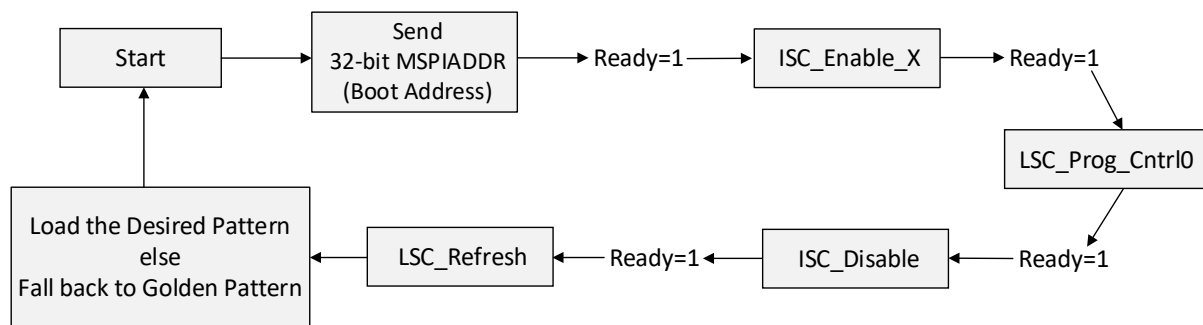 Start
Send
32-bit MSPIADDR
(Boot Address)
Ready=1
ISC_Enable_X
Ready=1
LSC_Prog_Cntrl0
Ready=1
ISC_Disable
Ready=1
LSC_Refresh
Load the Desired Pattern
else
Fall back to Golden Pattern